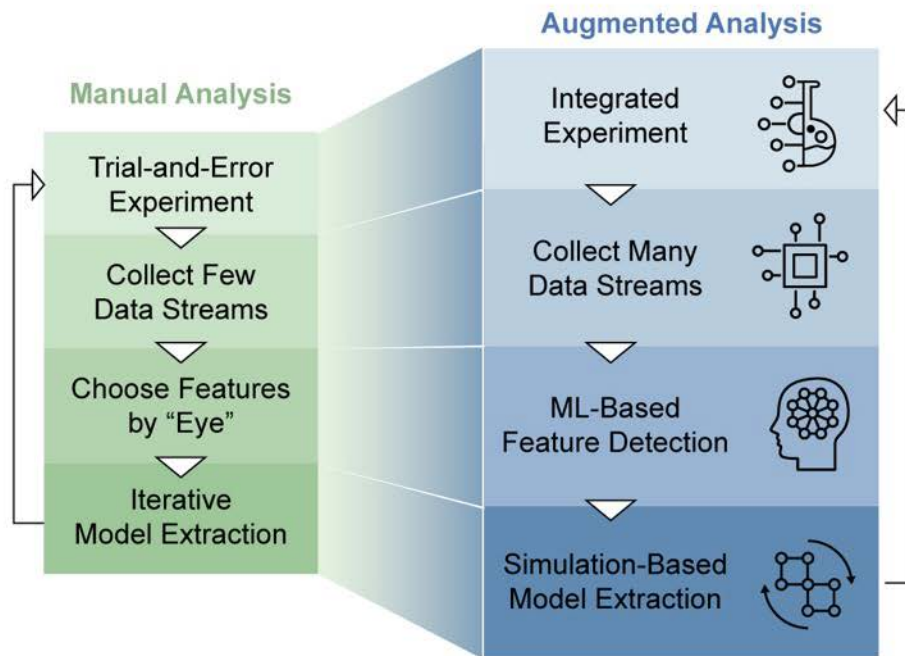 Manual Analysis
Trial-and-Error
Experiment
Collect Few
Data Streams
Choose Features
by “Eye”
Iterative
Model Extraction
Augmented Analysis
Integrated
Experiment
Collect Many
Data Streams
ML-Based
Feature Detection
Simulation-Based
Model Extraction